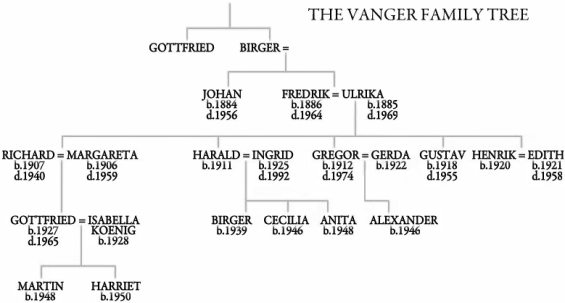 THE VANGER FAMILY TREE
GOTTFRIED BIRGER =
JOHAN FREDRIK = ULRIKA
b.1884 b.1886 b.1885
d.1956 d.1964 d.1969
RICHARD = MARGARETA HARALD = INGRID GREGOR = GERDA GUSTAV HENRIK = EDITH
b.1907 b.1906 b.1911 b.1925 b.1912 b.1922 b.1918 b.1920 b.1921
d.1940 d.1959 d.1992 d.1974 d.1955 d.1958
GOTTFRIED = ISABELLA BIRGER CECILIA ANITA ALEXANDER
b.1927 KOENIG b.1939 b.1946 b.1948 b.1946
d.1965 b.1928
MARTIN HARRIET
b.1948 b.1950